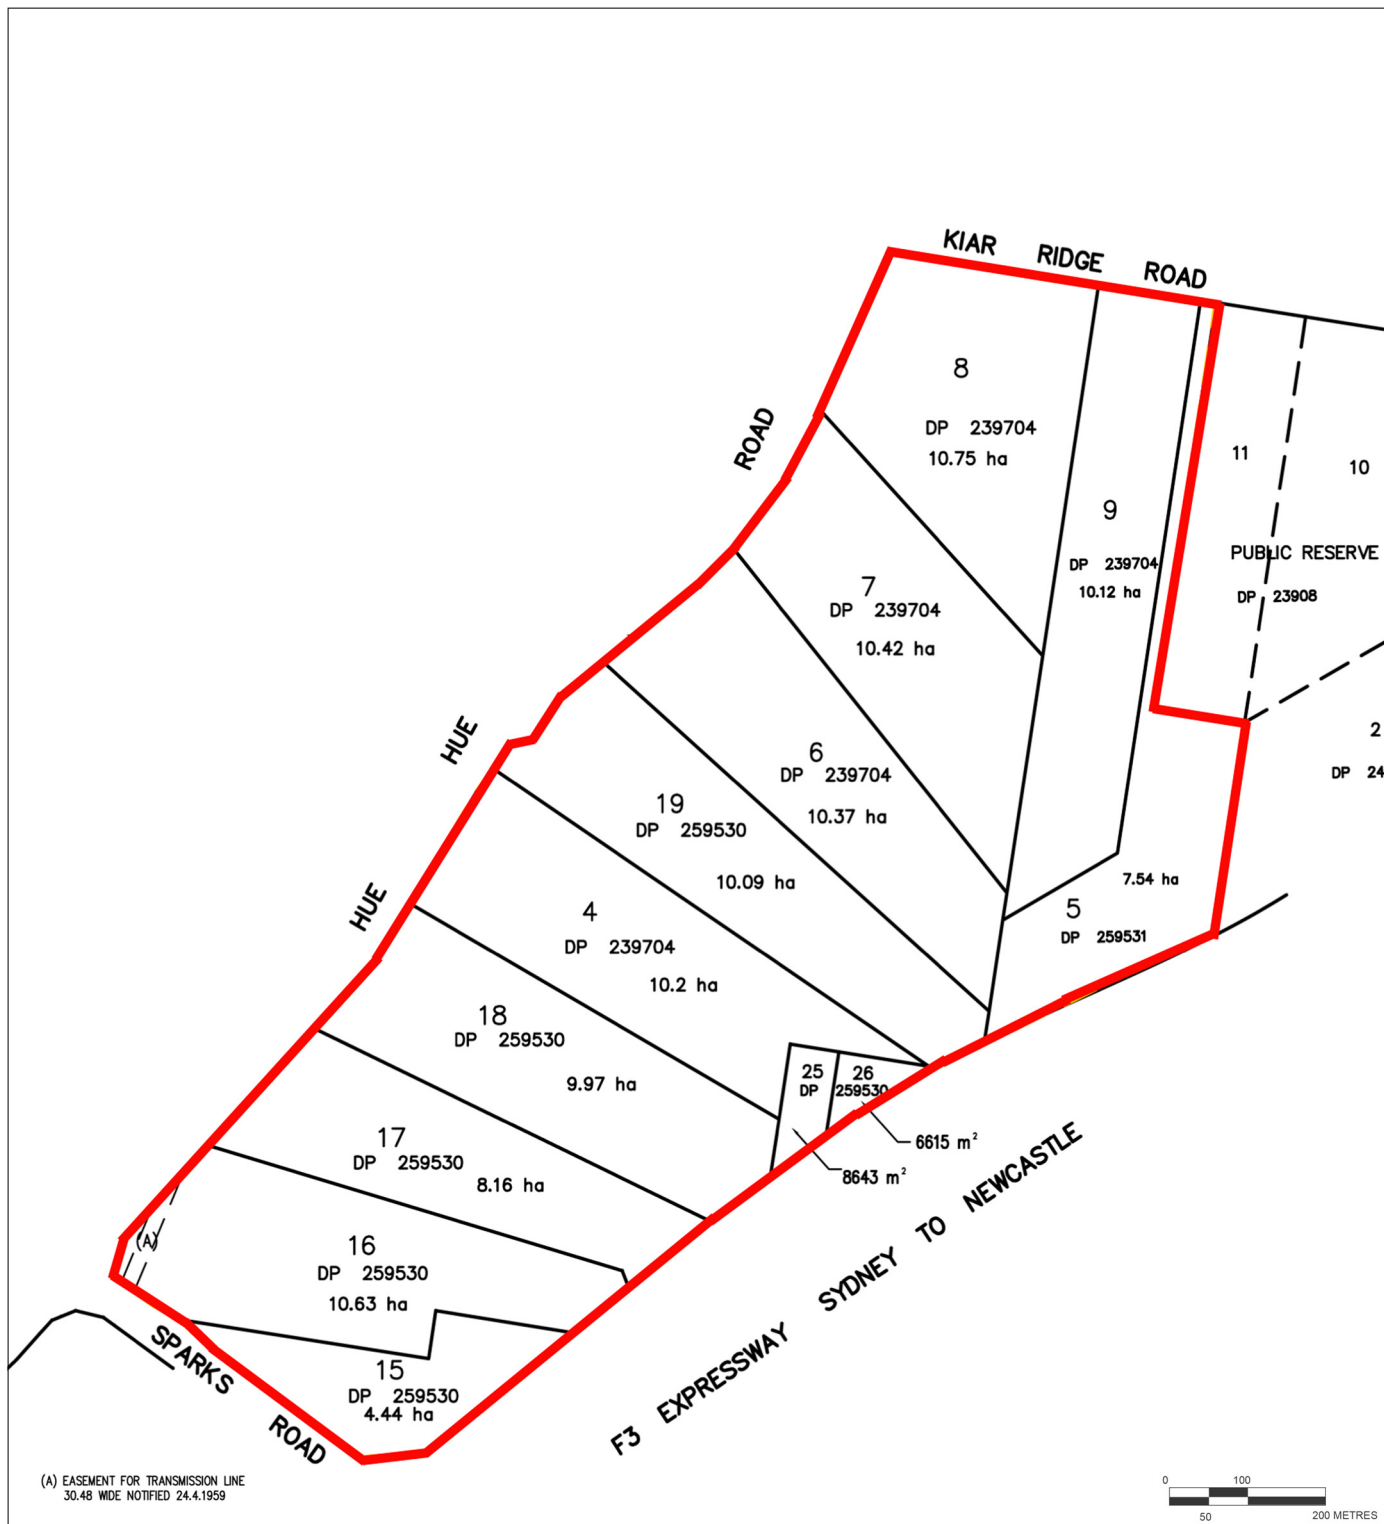 KIAR RIDGE ROAD
8
DP 239704
10.75 ha
ROAD
11
10
9
PUBLIC RESERVE
DP 239704
10.12 ha
DP 23908
7
DP 239704
10.42 ha
HUE
2
6
DP 239704
DP 24
19
DP 259530
10.37 ha
10.09 ha
7.54 ha
HUE
4
5
DP 239704
DP 259531
10.2 ha
18
DP 259530
9.97 ha
25
26
DP 259530
17
6615 m²
DP 259530
8643 m²
8.16 ha
(A)
16
DP 259530
10.63 ha
F3 EXPRESSWAY SYDNEY TO NEWCASTLE
SPARKS ROAD
15
DP 259530
4.44 ha
(A) EASEMENT FOR TRANSMISSION LINE
30.48 WIDE NOTIFIED 24.4.1959
0 100
50 200 METRES